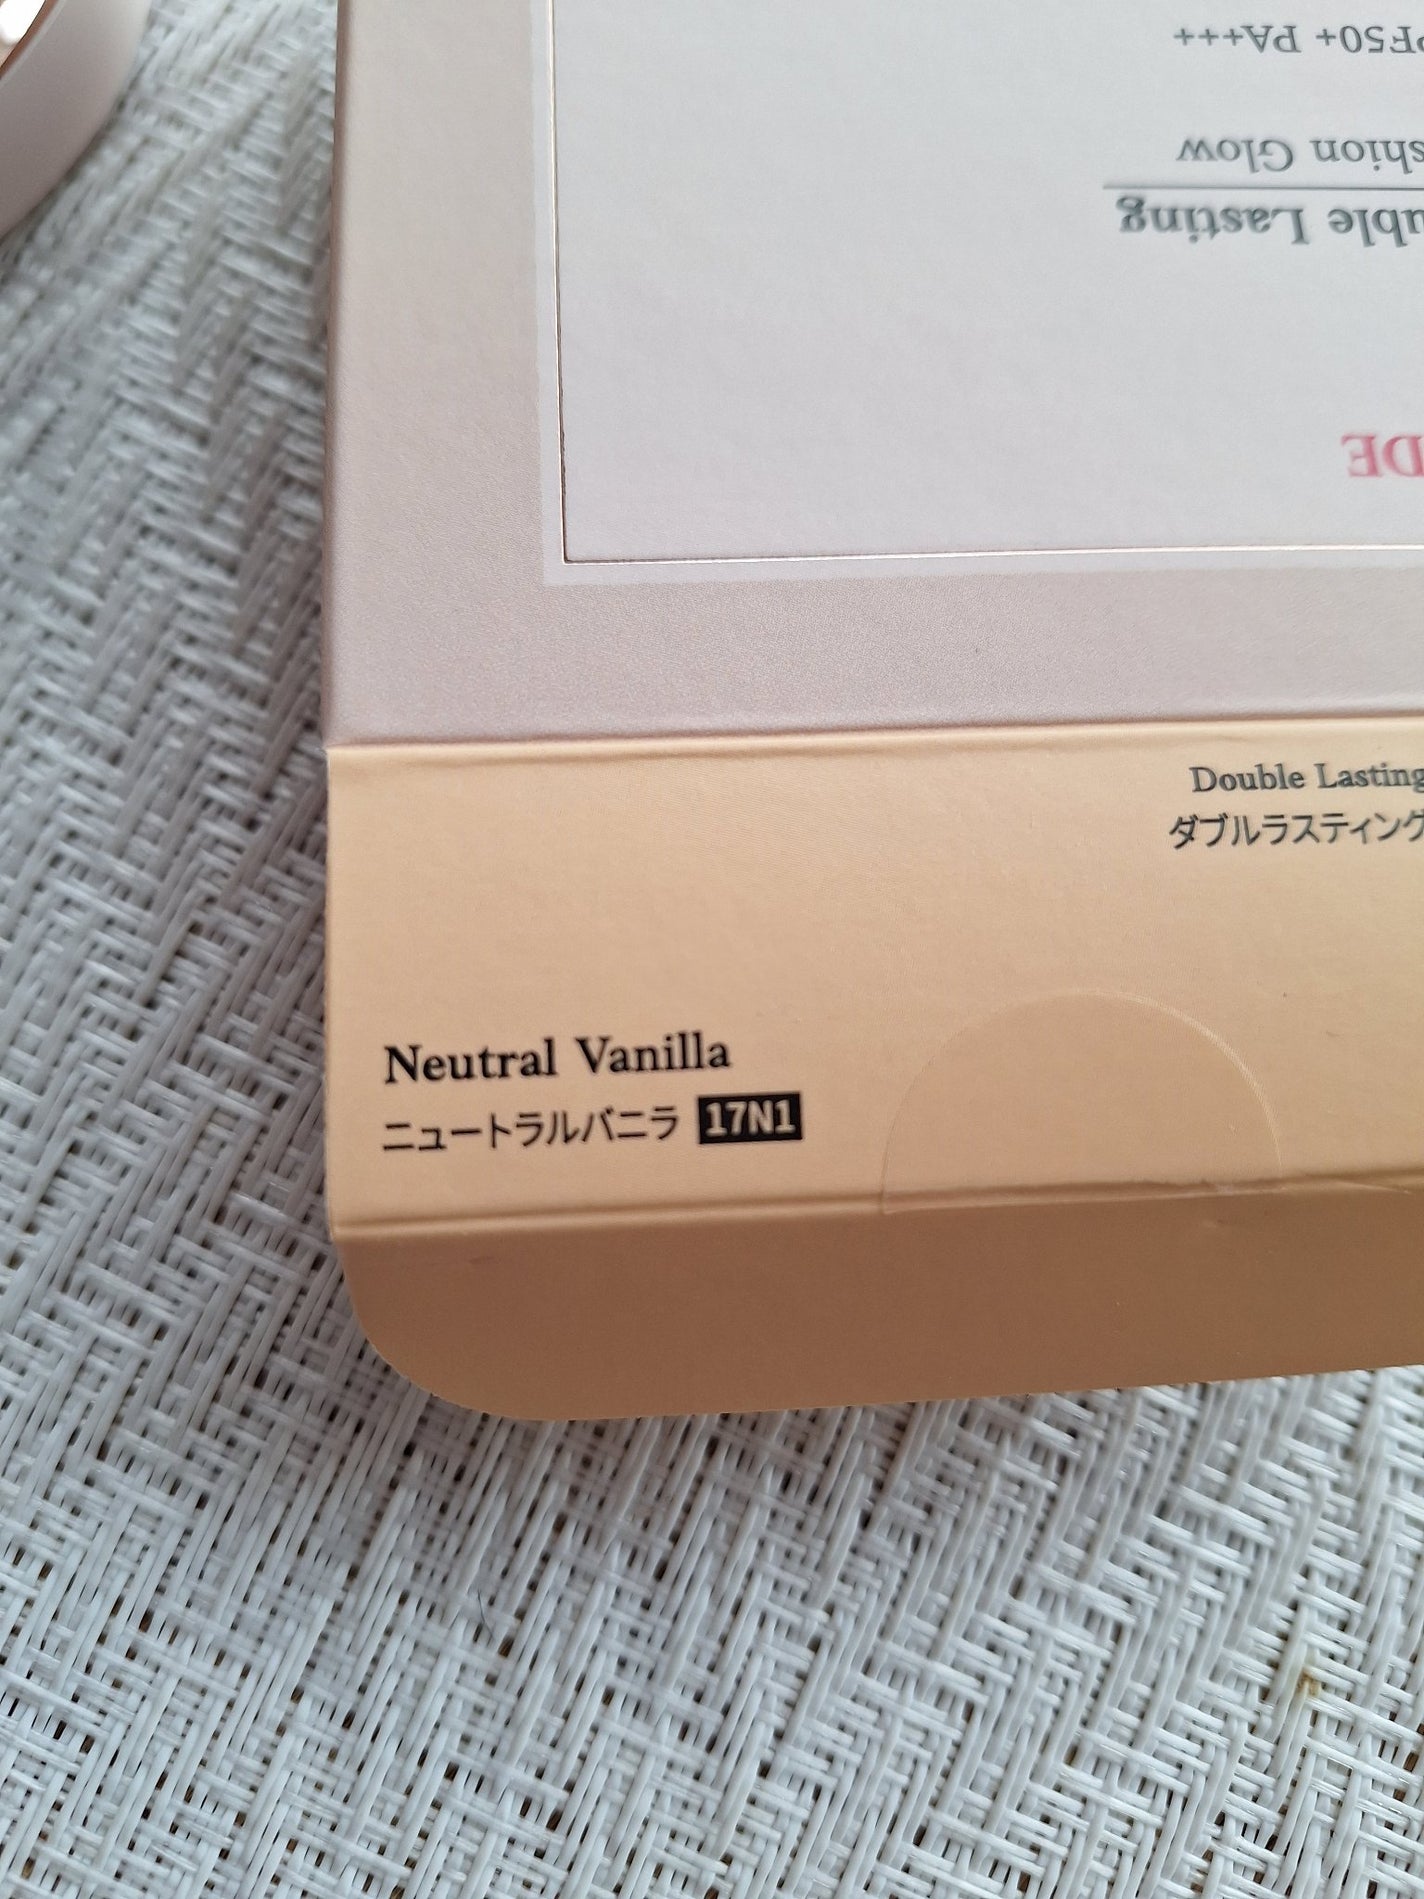 PF50+ PA+++
shion Glow
uble Lasting
DE
Double Lasting
ダブルラスティング
Neutral Vanilla
ニュートラルバニラ 17N1